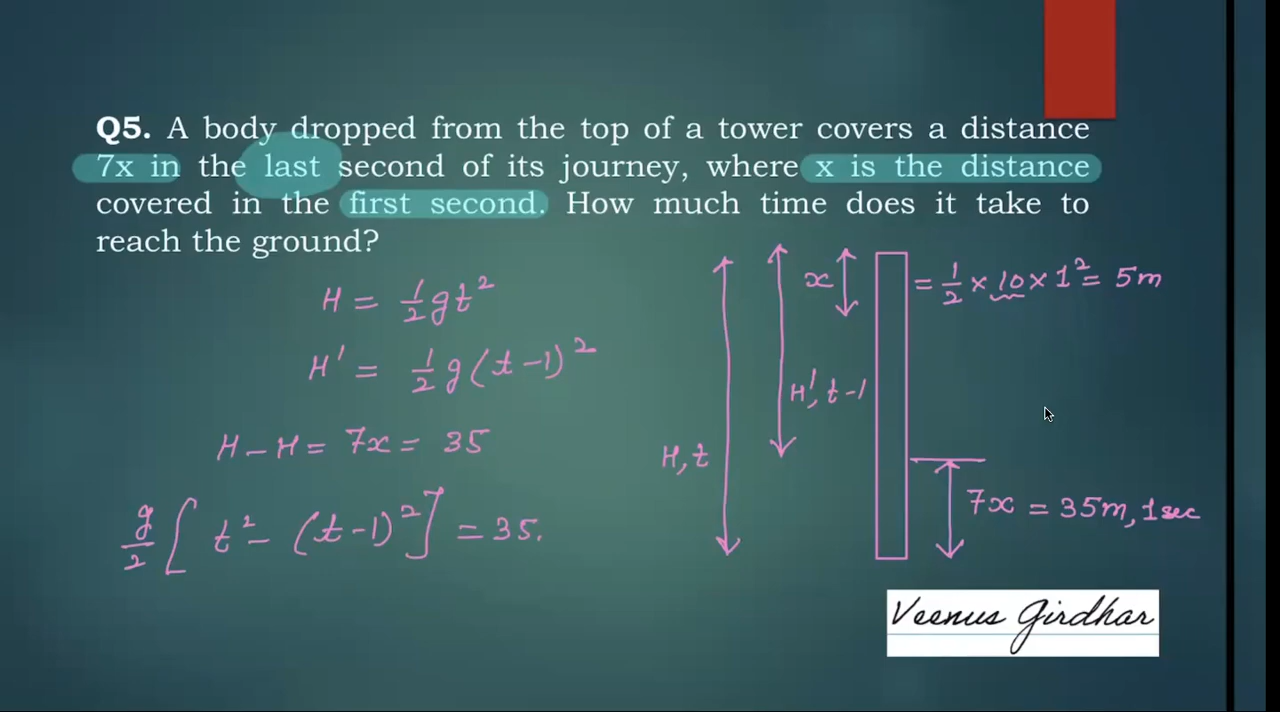 Q5. A body dropped from the top of a tower covers a distance
7x in the last second of its journey, where x is the distance
covered in the first second. How much time does it take to
reach the ground?
H = 1/2 gt²
H' = 1/2 g(t-1)²
H-H = 7x = 35
g/2 [t² - (t-1)²] = 35.
x
= 1/2 × 10 × 1² = 5m
H', t-1
H, t
7x = 35m, 1sec
Veenus Girdhar